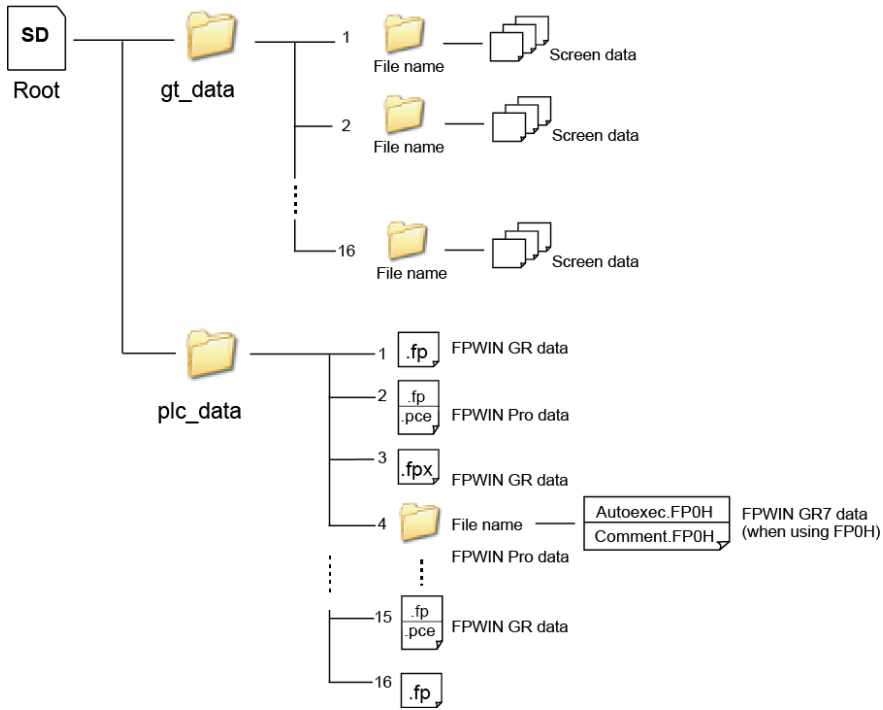 SD
Root
gt_data
1
File name
Screen data
2
File name
Screen data
16
File name
Screen data
plc_data
1
.fp
FPWIN GR data
2
.fp
.pce
FPWIN Pro data
3
.fpx
FPWIN GR data
4
File name
Autoexec.FP0H
Comment.FP0H
FPWIN GR7 data
(when using FP0H)
FPWIN Pro data
15
.fp
.pce
FPWIN GR data
16
.fp